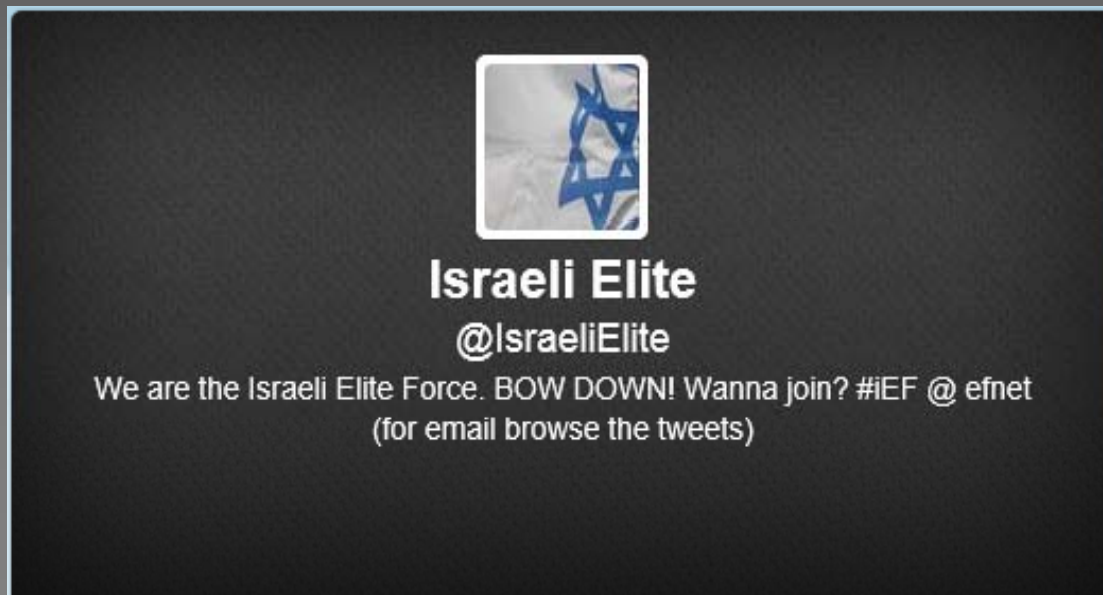 Israeli Elite
@IsraeliElite
We are the Israeli Elite Force. BOW DOWN! Wanna join? #iEF @ efnet
(for email browse the tweets)